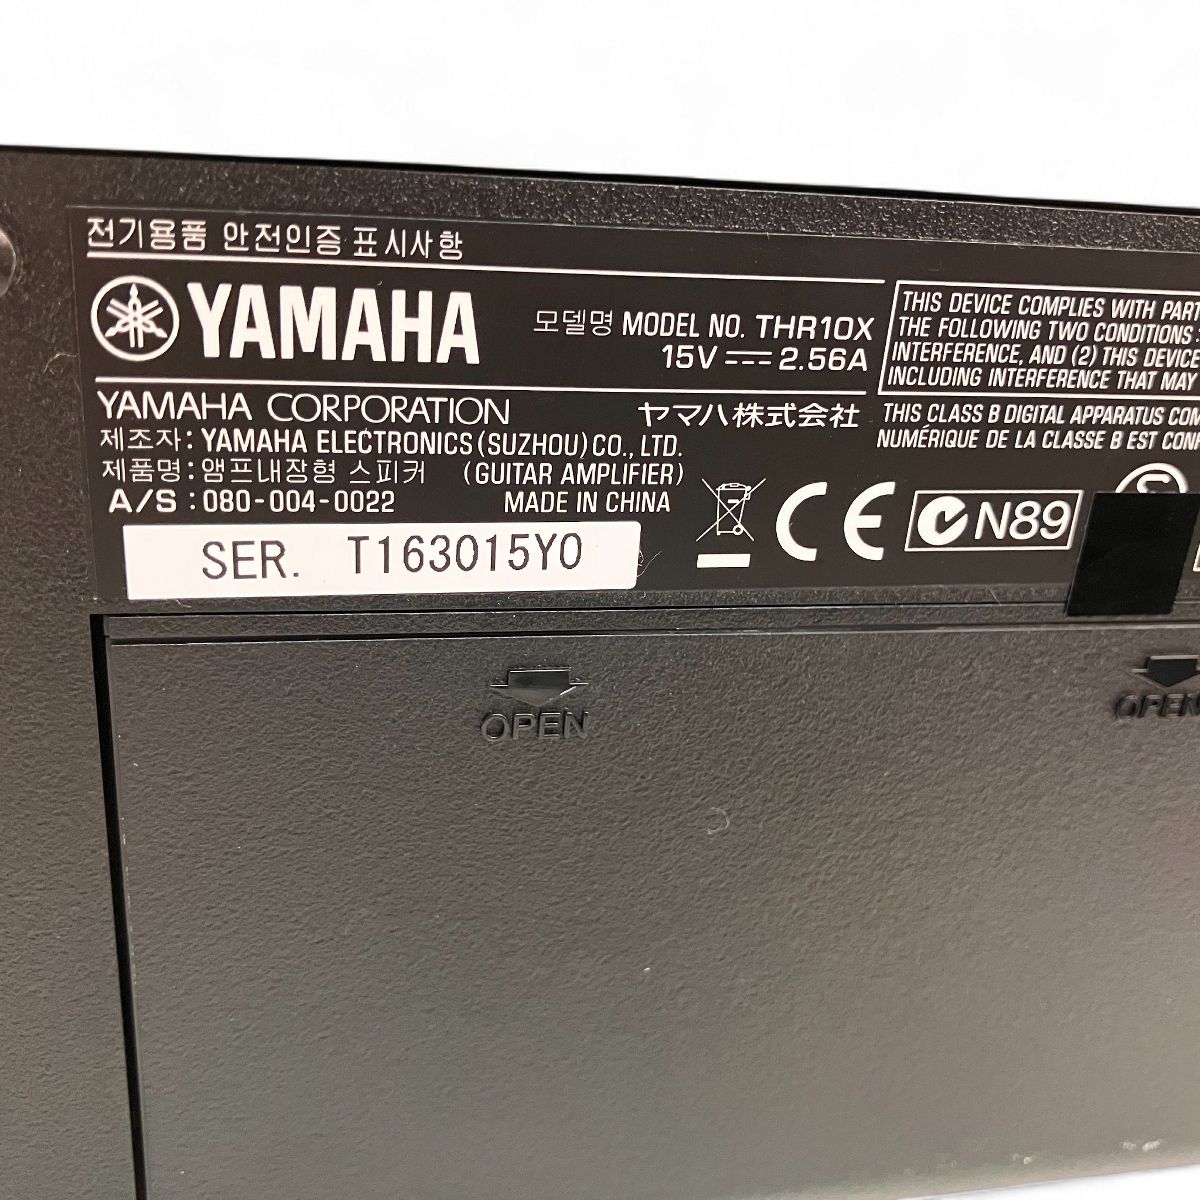 전기용품 안전인증 표시사항
YAMAHA
모델명 MODEL NO. THR10X
15V 2.56A
THIS DEVICE COMPLIES WITH PART
THE FOLLOWING TWO CONDITIONS:
INTERFERENCE, AND (2) THIS DEVICE
INCLUDING INTERFERENCE THAT MAY
YAMAHA CORPORATION ヤマハ株式会社
THIS CLASS B DIGITAL APPARATUS
NUMÉRIQUE DE LA CLASSE B EST
제조자: YAMAHA ELECTRONICS (SUZHOU) CO., LTD.
제품명: 앰프내장형 스피커 (GUITAR AMPLIFIER)
A/S : 080-004-0022 MADE IN CHINA
CE N89
SER. T163015Y0
OPEN
OPEN